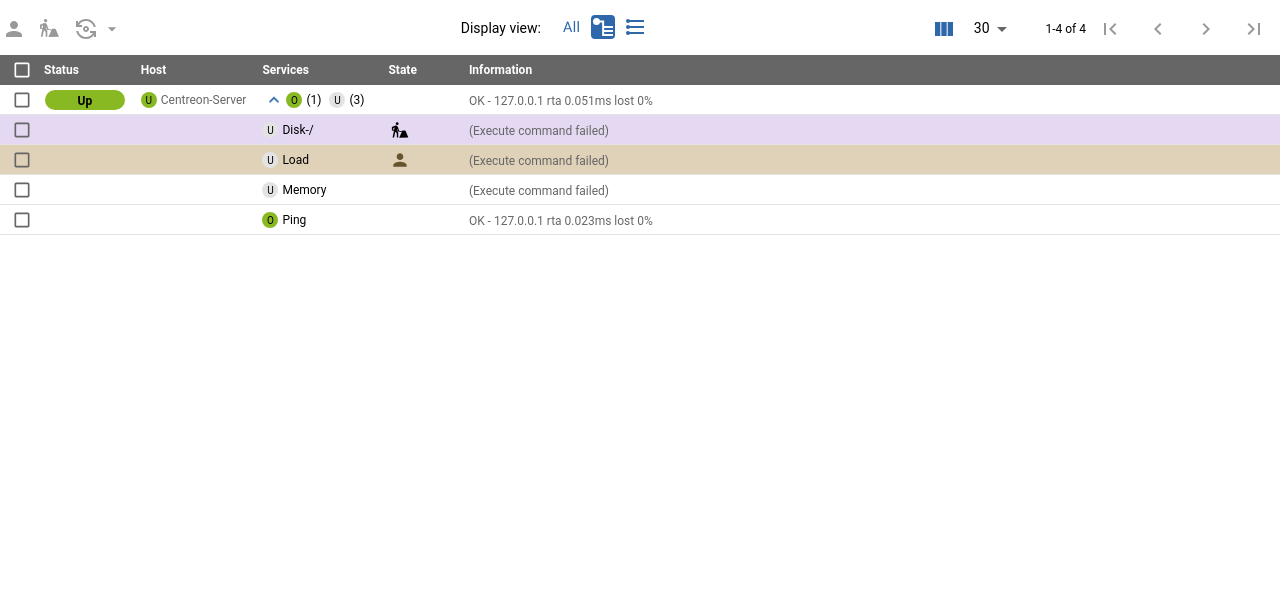 Display view: All 30 1-4 of 4
Status Host Services State Information
Up U Centreon-Server O (1) U (3) OK - 127.0.0.1 rta 0.051ms lost 0%
U Disk-/ (Execute command failed)
U Load (Execute command failed)
U Memory (Execute command failed)
O Ping OK - 127.0.0.1 rta 0.023ms lost 0%